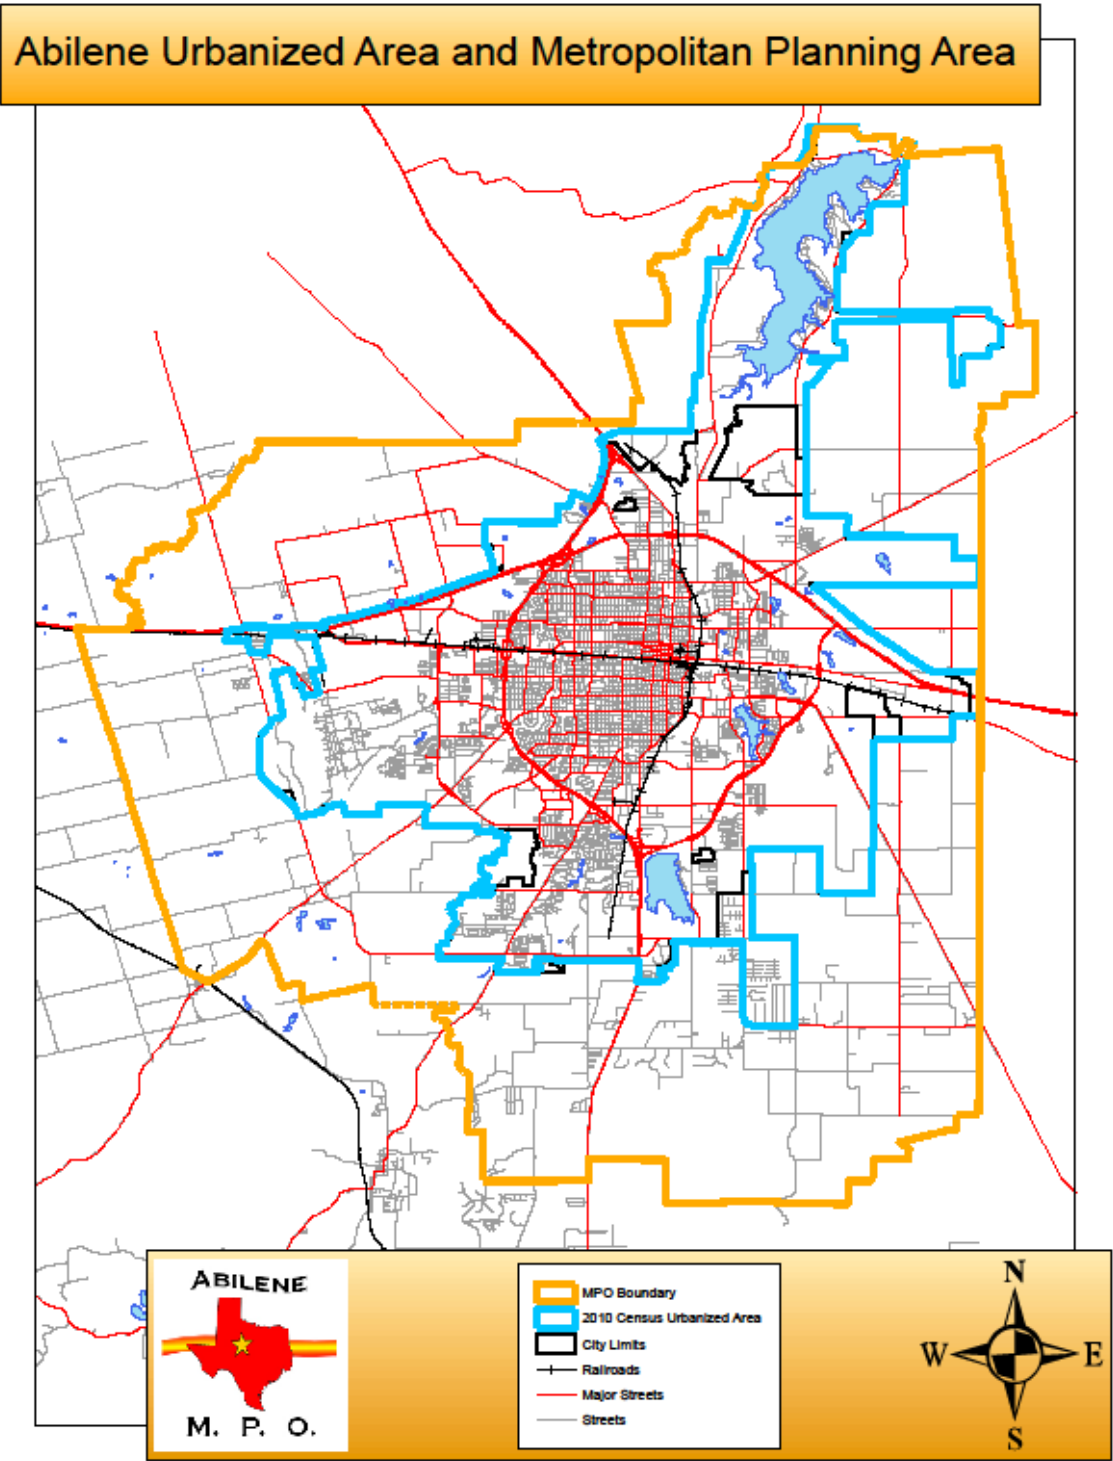 Abilene Urbanized Area and Metropolitan Planning Area
ABILENE
M. P. O.
MPO Boundary
2010 Census Urbanized Area
City Limits
Railroads
Major Streets
Streets
N
W E
S